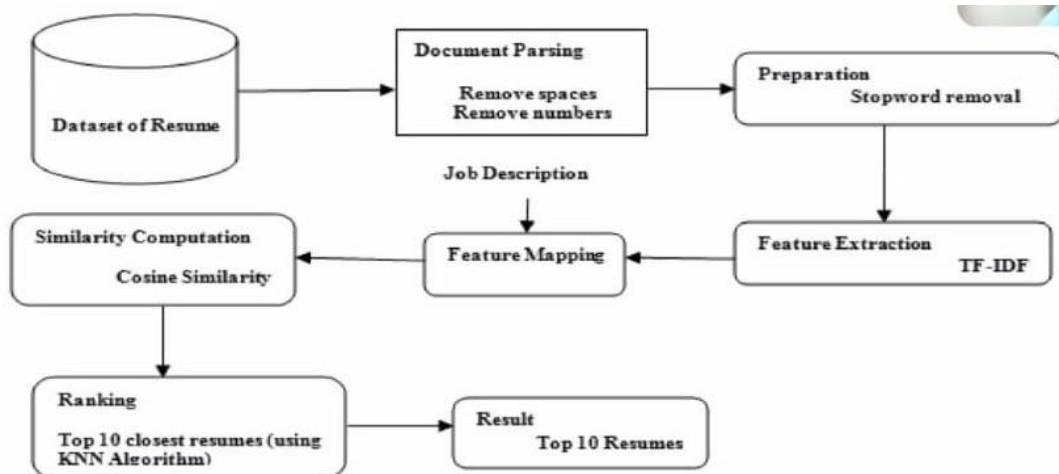 Dataset of Resume
Document Parsing
Remove spaces
Remove numbers
Preparation
Stopword removal
Job Description
Similarity Computation
Cosine Similarity
Feature Mapping
Feature Extraction
TF-IDF
Ranking
Top 10 closest resumes (using
KNN Algorithm)
Result
Top 10 Resumes